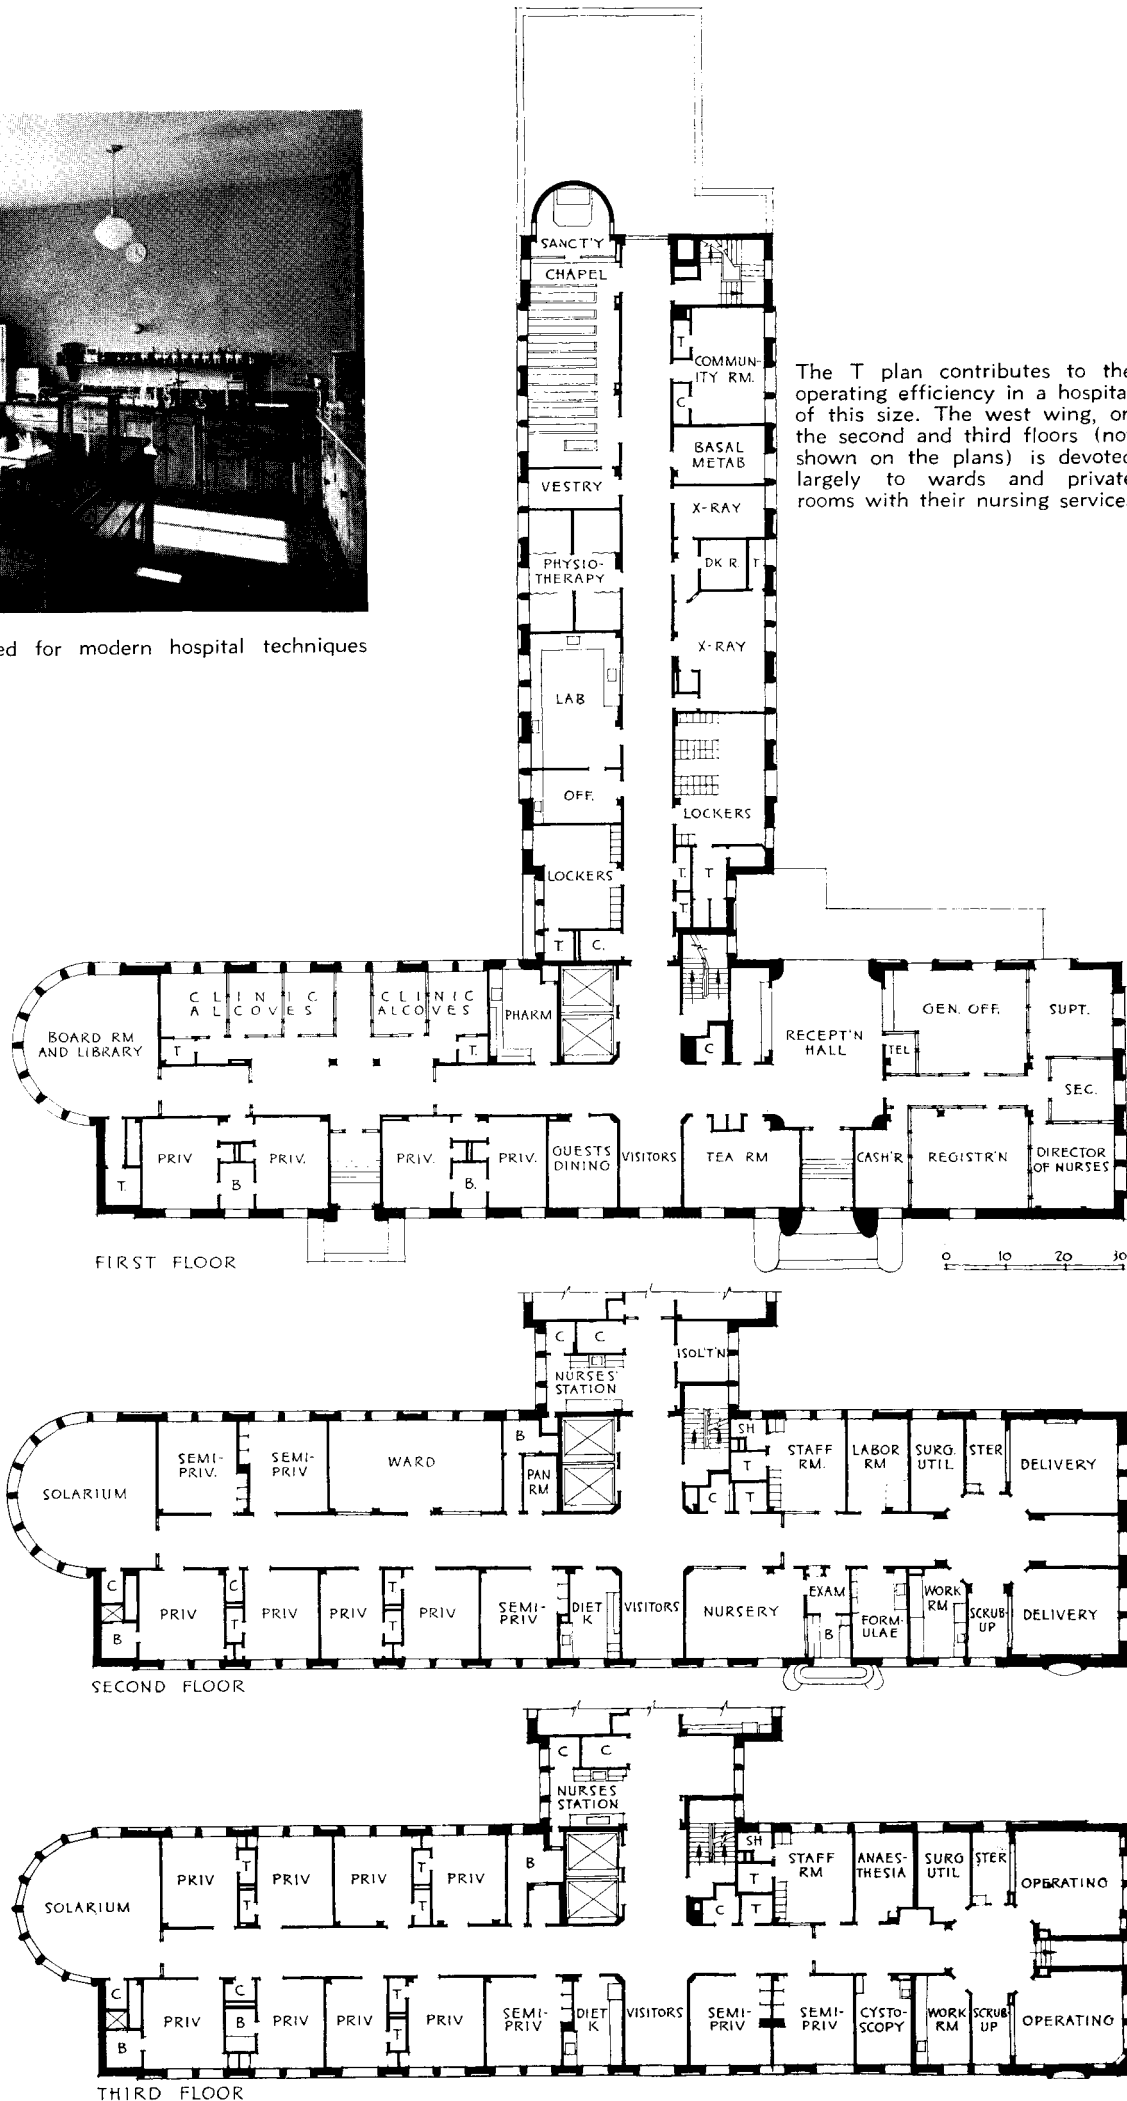 SANCT'Y
CHAPEL
T
COMMUN-
ITY RM.
C
BASAL
METAB
VESTRY
X-RAY
PHYSIO-
THERAPY
DK R.
T
X-RAY
LAB
OFF.
LOCKERS
LOCKERS
T.
T
T.
T.
C.
The T plan contributes to the
operating efficiency in a hospital
of this size. The west wing, on
the second and third floors (not
shown on the plans) is devoted
largely to wards and private
rooms with their nursing service.
ed for modern hospital techniques
BOARD RM
AND LIBRARY
CLINIC
ALCOVES
CLINIC
ALCOVES
T
T.
PHARM
C
RECEPT'N
HALL
GEN. OFF.
TEL
SUPT.
SEC.
T.
PRIV
B
PRIV.
PRIV.
B.
PRIV.
GUESTS
DINING
VISITORS
TEA RM
CASH'R
REGISTR'N
DIRECTOR
OF NURSES
FIRST FLOOR
0 10 20 30
C
C
NURSES'
STATION
ISOL'T'N
SOLARIUM
SEMI-
PRIV.
SEMI-
PRIV
WARD
B
PAN
RM
C
SH
T
T
STAFF
RM.
LABOR
RM
SURG.
UTIL
STER
DELIVERY
C
B
PRIV
C
T
PRIV
PRIV
T
T
PRIV
SEMI-
PRIV
DIET
K
VISITORS
NURSERY
EXAM
B
FORM-
ULAE
WORK
RM
SCRUB-
UP
DELIVERY
SECOND FLOOR
C
C
NURSES
STATION
SOLARIUM
PRIV
T
T
PRIV
PRIV
T
T
PRIV
B
C
SH
T
T
STAFF
RM
ANAES-
THESIA
SURG
UTIL
STER
OPERATING
C
B
PRIV
C
B
PRIV
PRIV
T
T
PRIV
SEMI-
PRIV
DIET
K
VISITORS
SEMI-
PRIV
SEMI-
PRIV
CYSTO-
SCOPY
WORK
RM
SCRUB-
UP
OPERATING
THIRD FLOOR